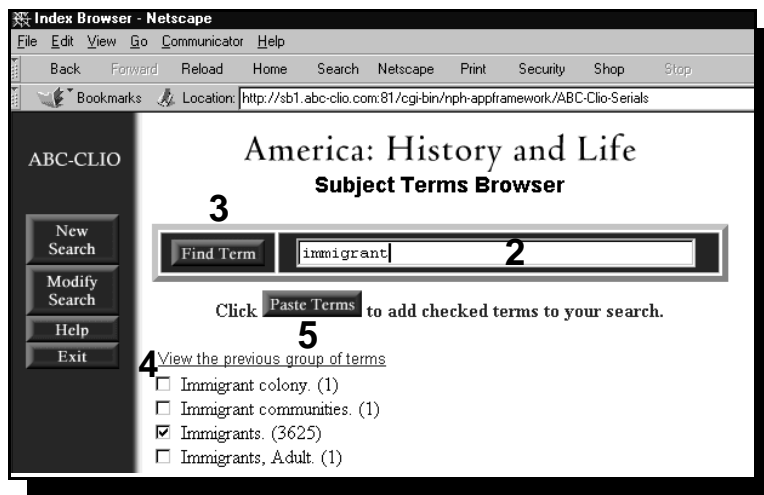 Index Browser - Netscape
File Edit View Go Communicator Help
Back Forward Reload Home Search Netscape Print Security Shop Stop
Bookmarks Location: http://sb1.abc-clio.com:81/cgi-bin/nph-appframework/ABC-Clio-Serials
ABC-CLIO
America: History and Life
Subject Terms Browser
3
New Search
Find Term
immigrant
2
Modify Search
Click Paste Terms to add checked terms to your search.
Help
5
Exit
4
View the previous group of terms
Immigrant colony. (1)
Immigrant communities. (1)
Immigrants. (3625)
Immigrants, Adult. (1)